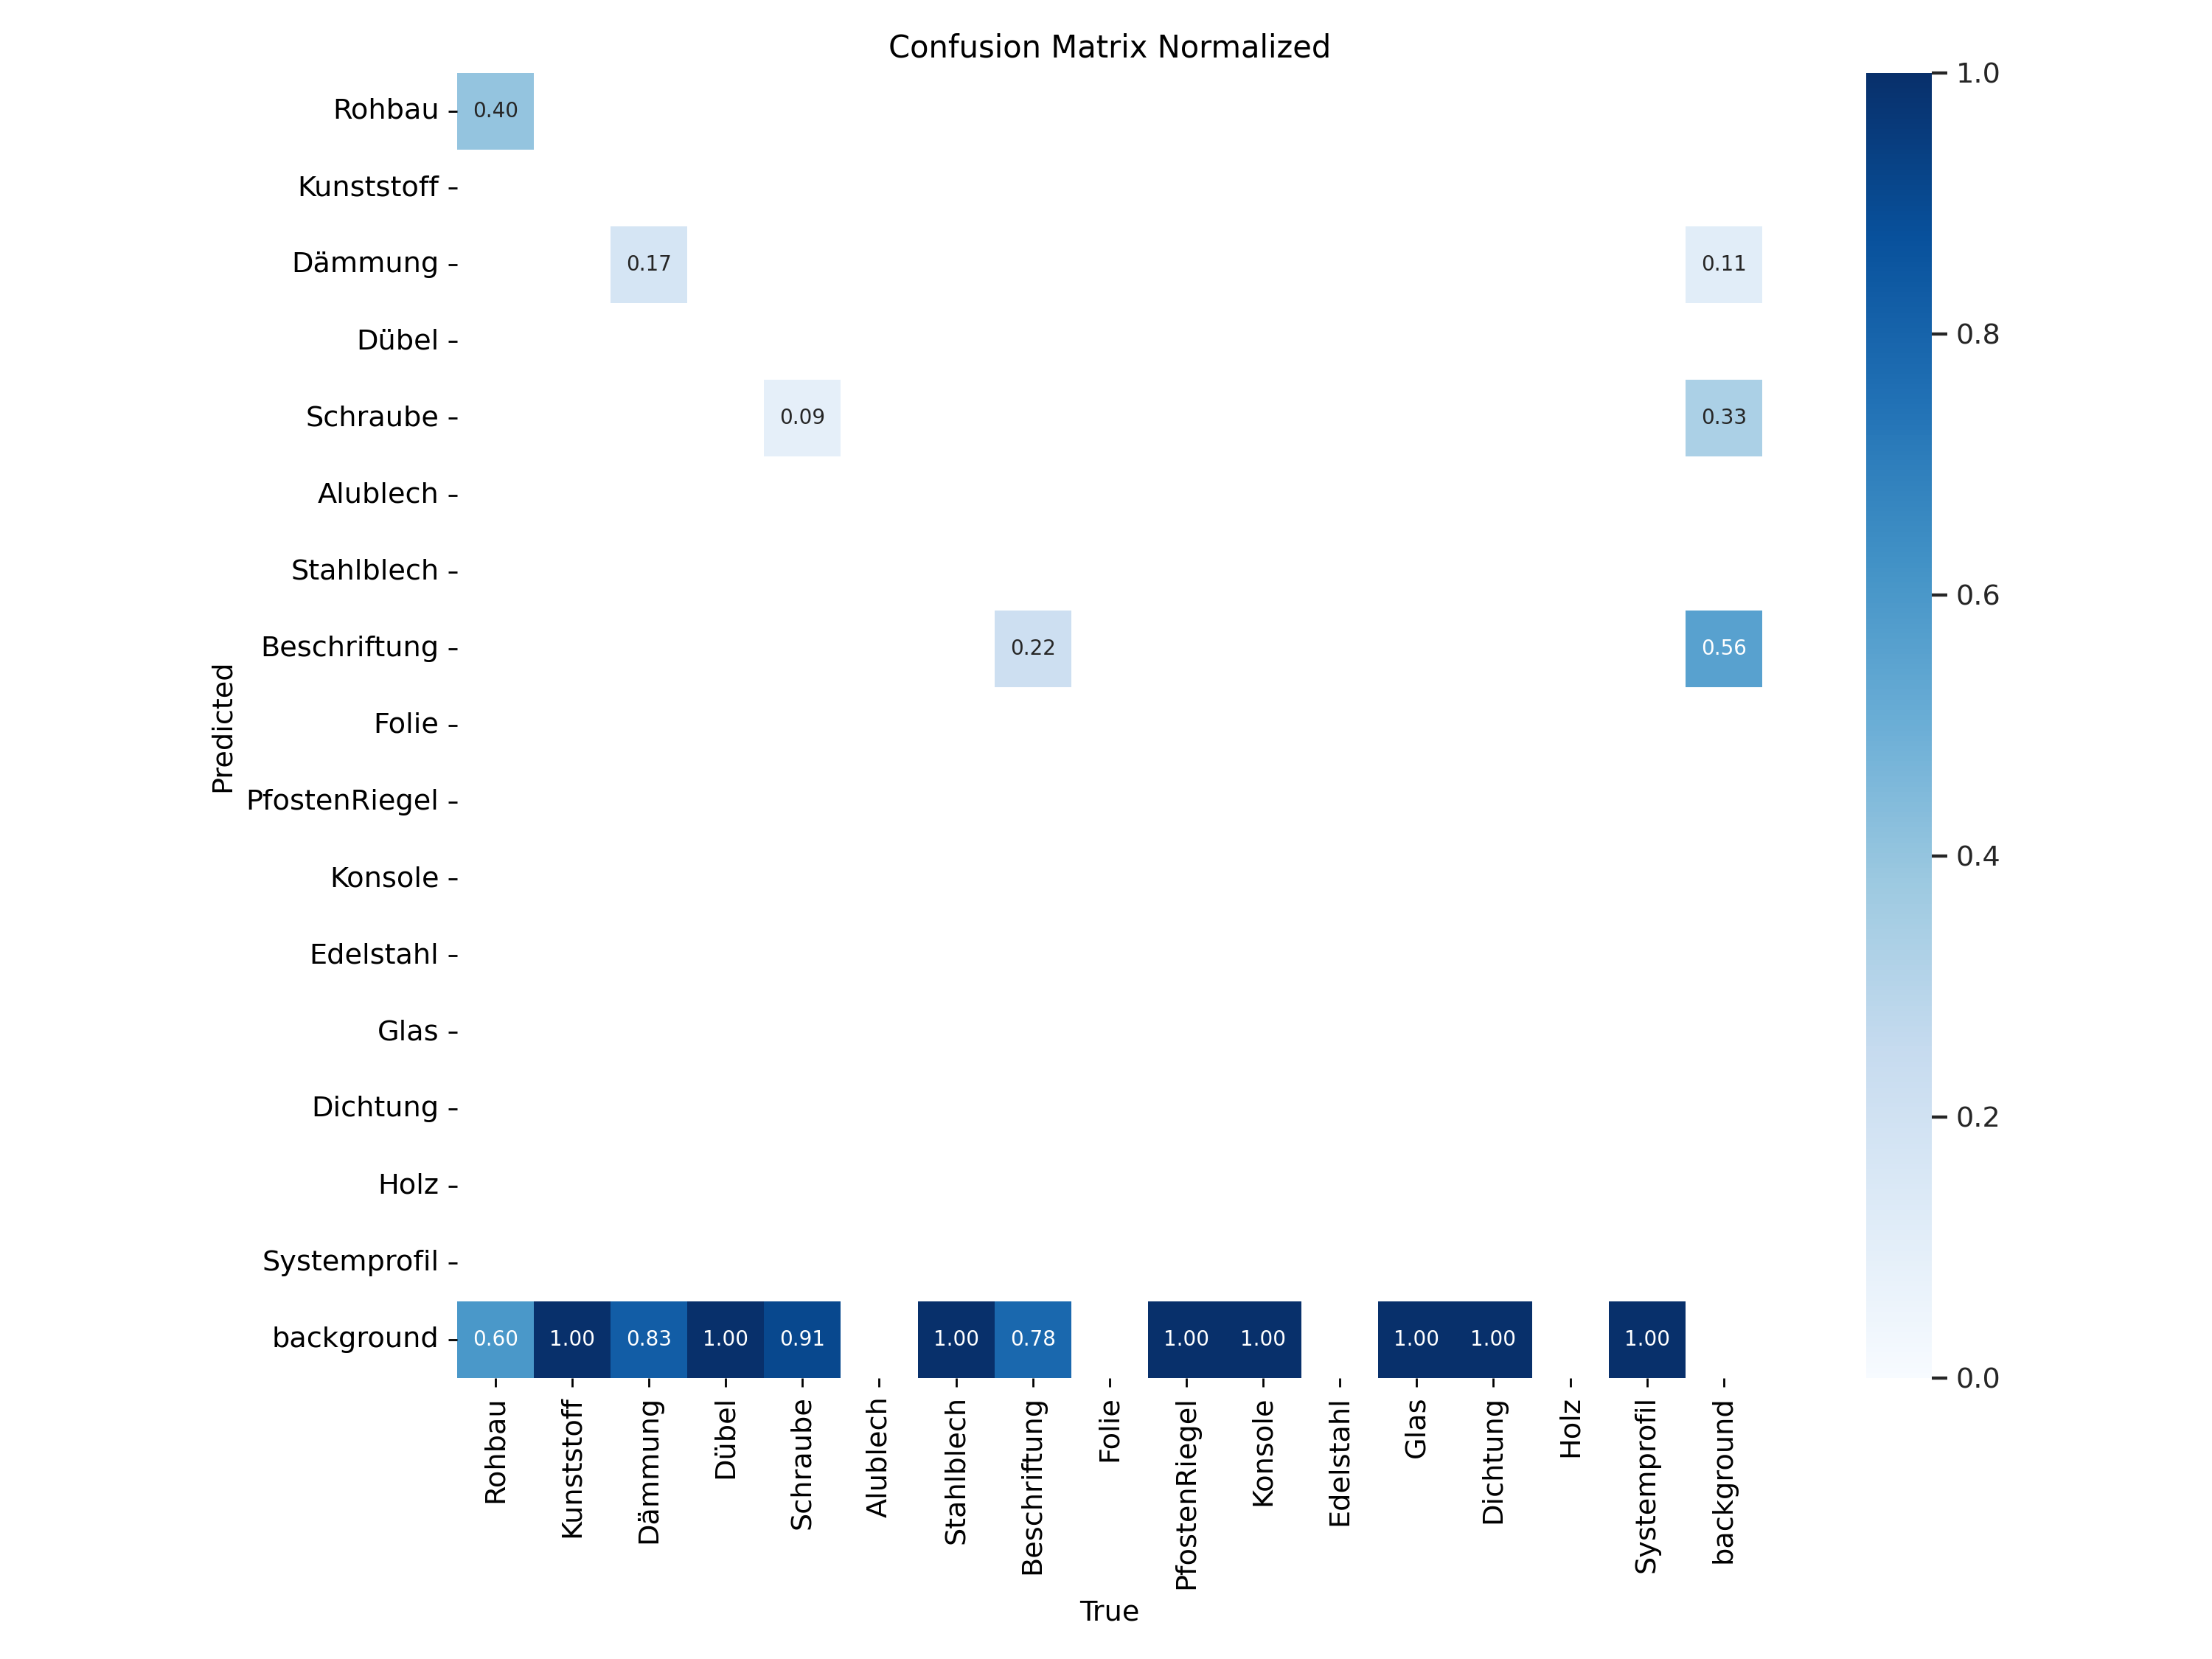 Confusion Matrix Normalized
Rohbau
0.40
Kunststoff
Dämmung
0.17
0.11
Dübel
Schraube
0.09
0.33
Alublech
Stahlblech
Beschriftung
0.22
0.56
Folie
PfostenRiegel
Konsole
Edelstahl
Glas
Dichtung
Holz
Systemprofil
background
0.60 1.00 0.83 1.00 0.91 1.00 0.78 1.00 1.00 1.00 1.00 1.00
Predicted
Rohbau
Kunststoff
Dämmung
Dübel
Schraube
Alublech
Stahlblech
Beschriftung
Folie
PfostenRiegel
Konsole
Edelstahl
Glas
Dichtung
Holz
Systemprofil
background
True
1.0
0.8
0.6
0.4
0.2
0.0